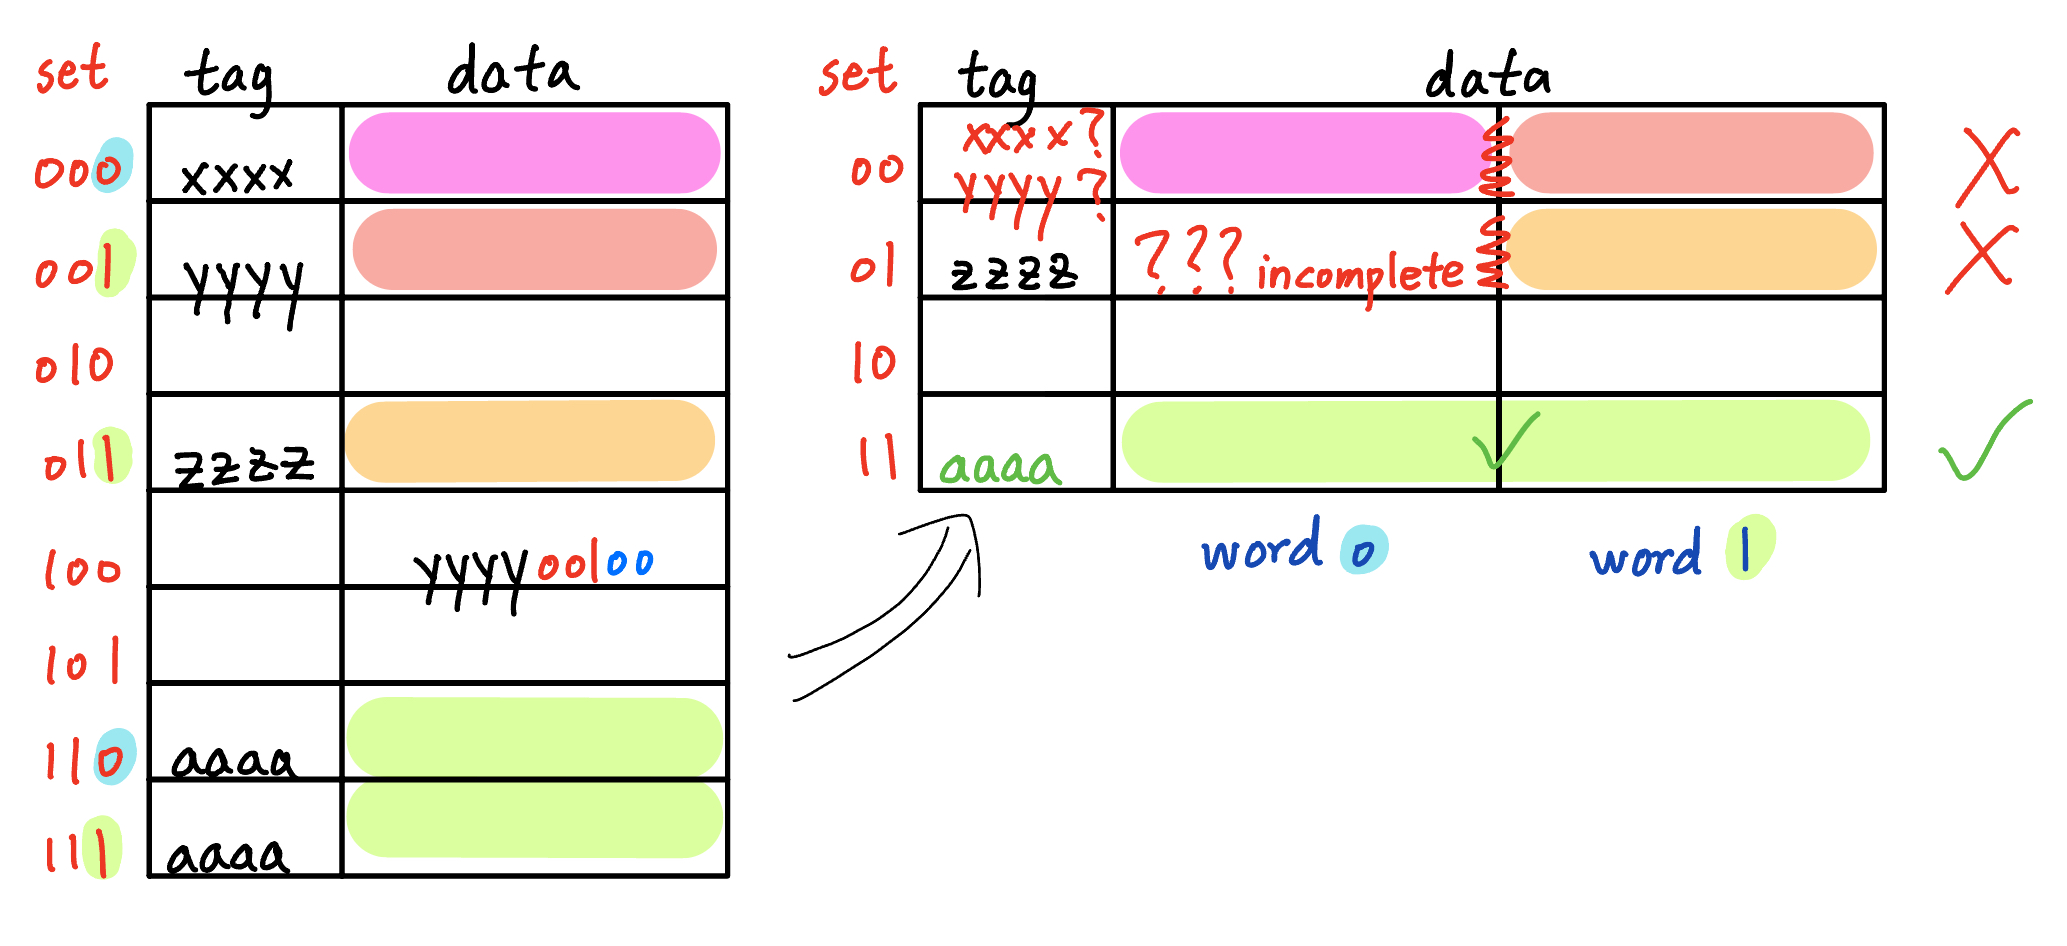 set tag data
000 xxxx
001 yyyy
010
011 zzzz
100 yyyy00100
101
110 aaaa
111 aaaa
set tag data
00 xxxx?
yyyy?
01 zzzz ??? incomplete
10
11 aaaa
word 0 word 1